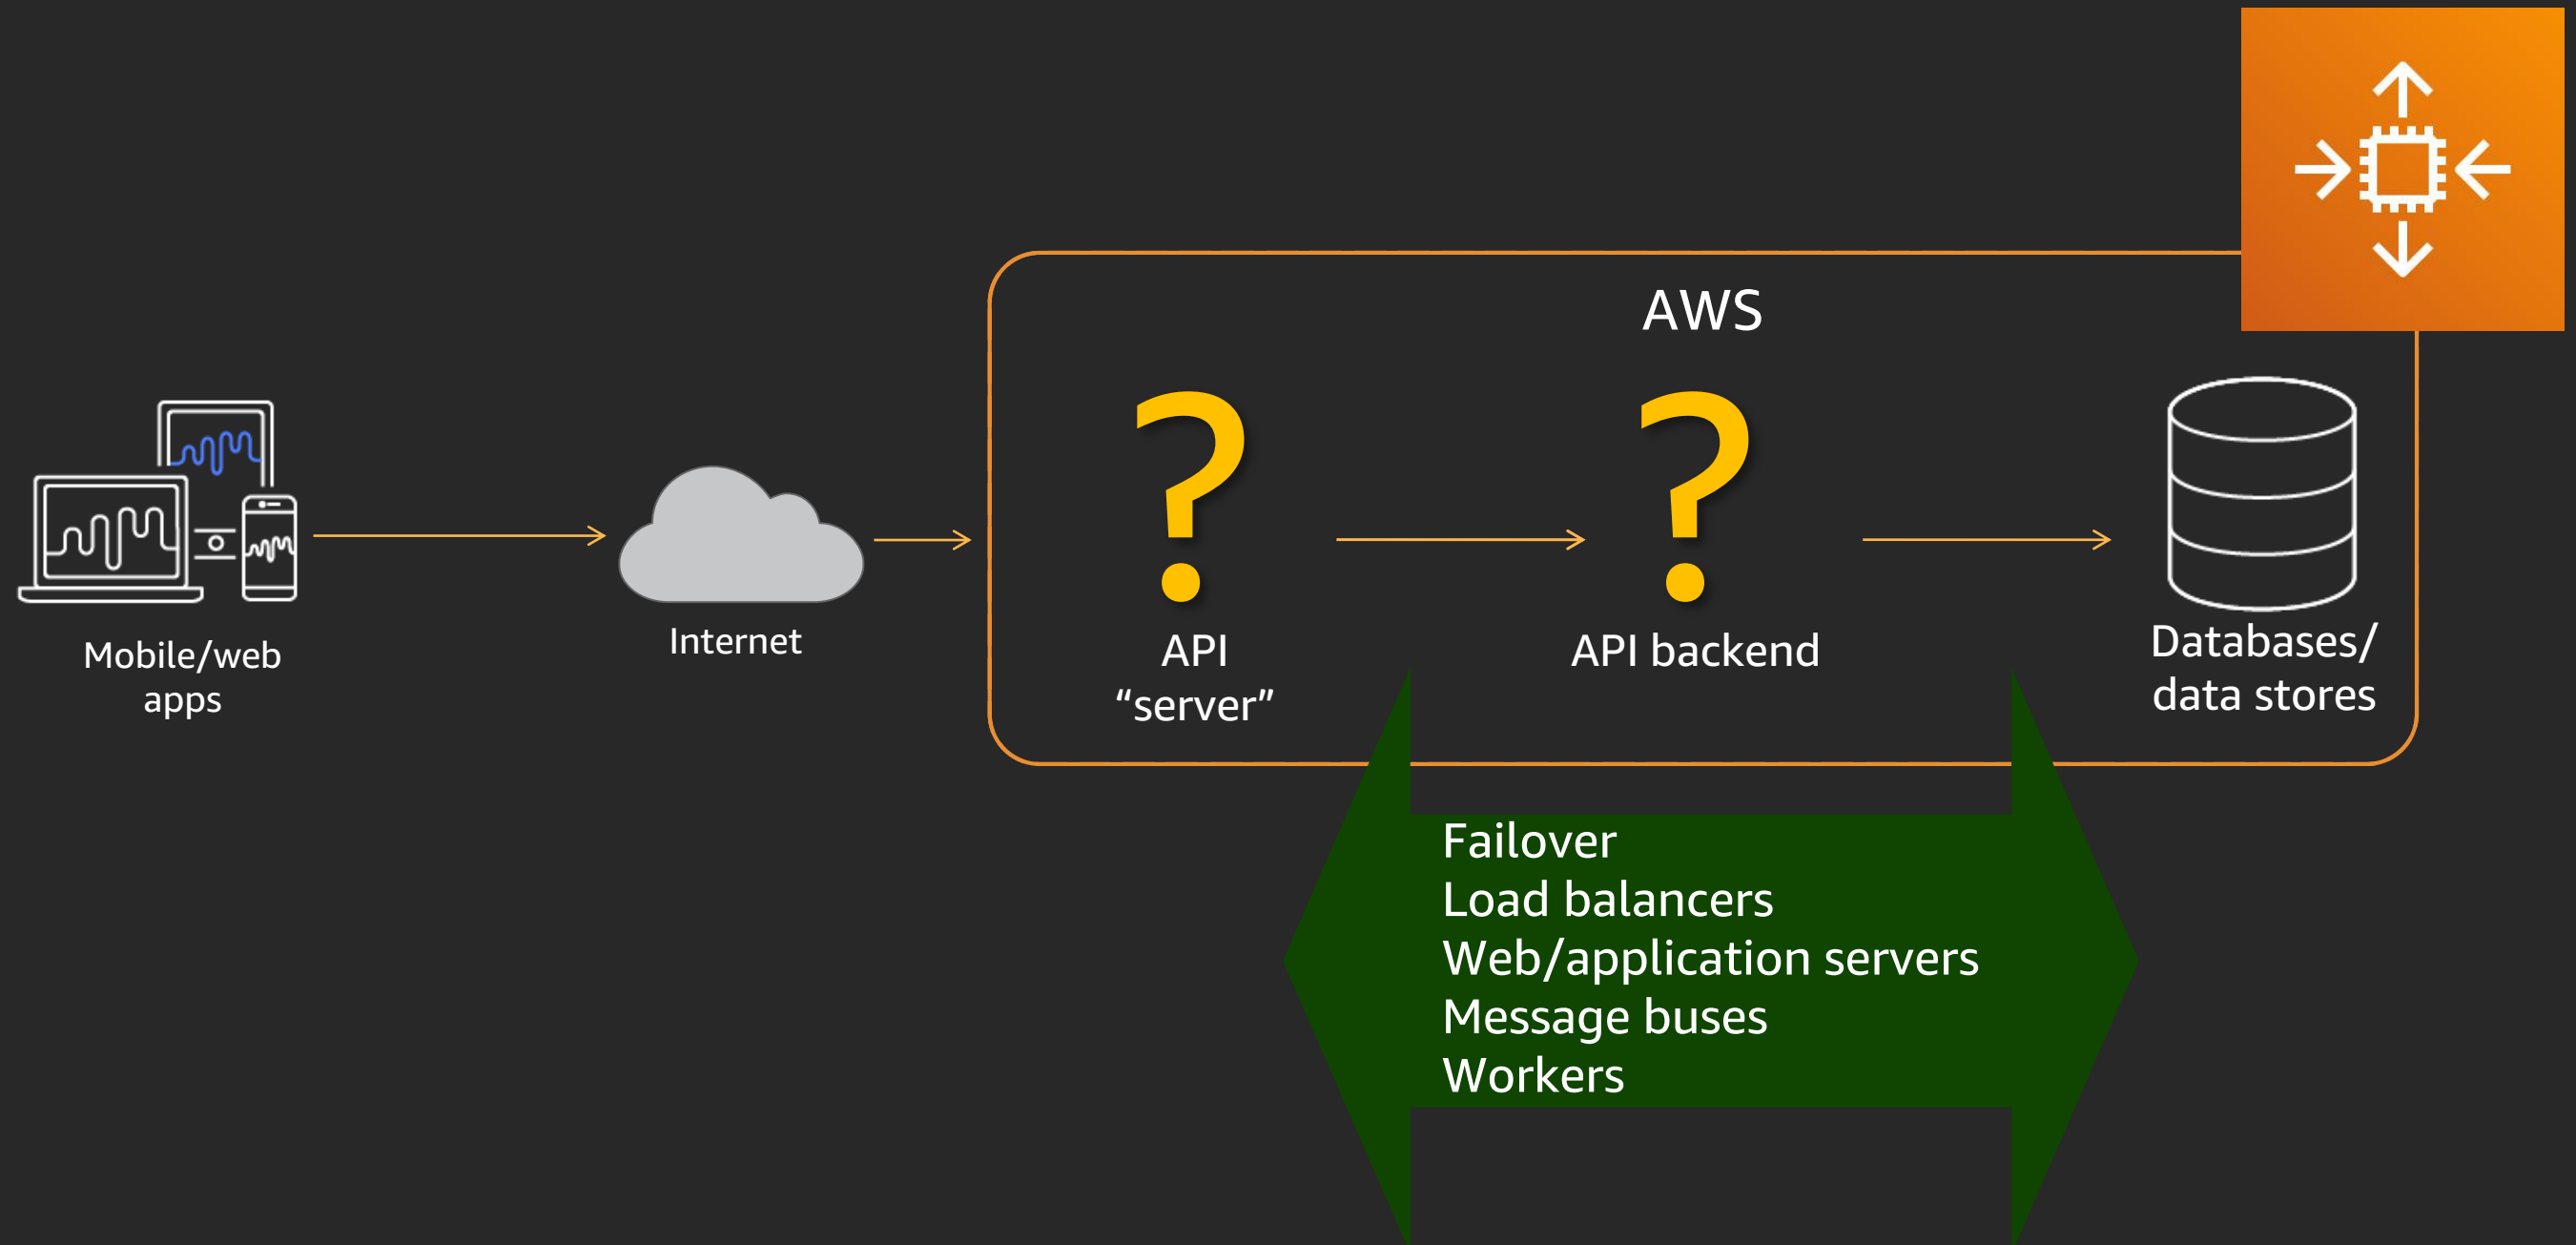 AWS
Mobile/web
apps
Internet
API
“server”
API backend
Databases/
data stores
Failover
Load balancers
Web/application servers
Message buses
Workers